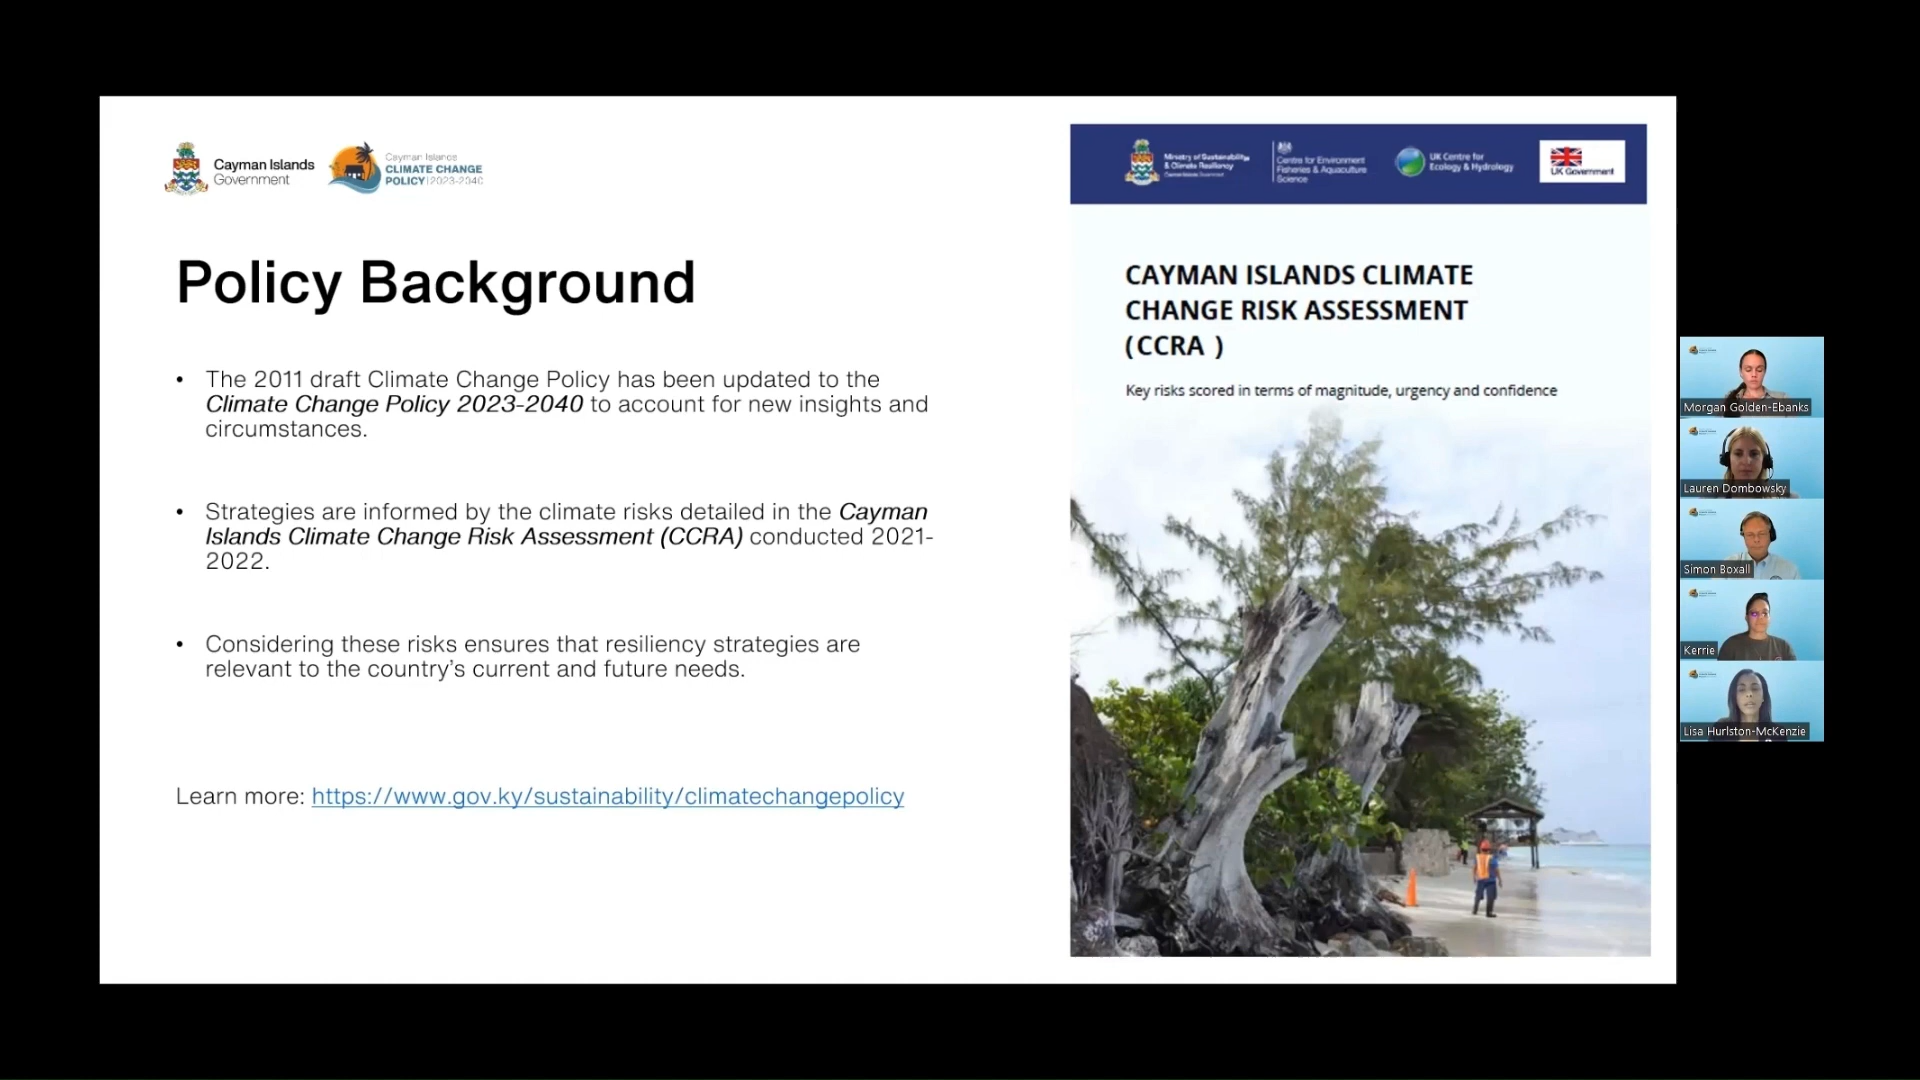 Cayman Islands
Government
Cayman Islands
CLIMATE CHANGE
POLICY | 2023-2040
Policy Background
• The 2011 draft Climate Change Policy has been updated to the
Climate Change Policy 2023-2040 to account for new insights and
circumstances.
• Strategies are informed by the climate risks detailed in the Cayman
Islands Climate Change Risk Assessment (CCRA) conducted 2021-
2022.
• Considering these risks ensures that resiliency strategies are
relevant to the country's current and future needs.
Learn more: https://www.gov.ky/sustainability/climatechangepolicy
Ministry of Sustainability
& Climate Resiliency
Cayman Islands Government
Centre for Environment
Fisheries & Aquaculture
Science
UK Centre for
Ecology & Hydrology
UK Government
CAYMAN ISLANDS CLIMATE
CHANGE RISK ASSESSMENT
(CCRA )
Key risks scored in terms of magnitude, urgency and confidence
Morgan Golden-Ebanks
Lauren Dombowsky
Simon Boxall
Kerrie
Lisa Hurlston-McKenzie